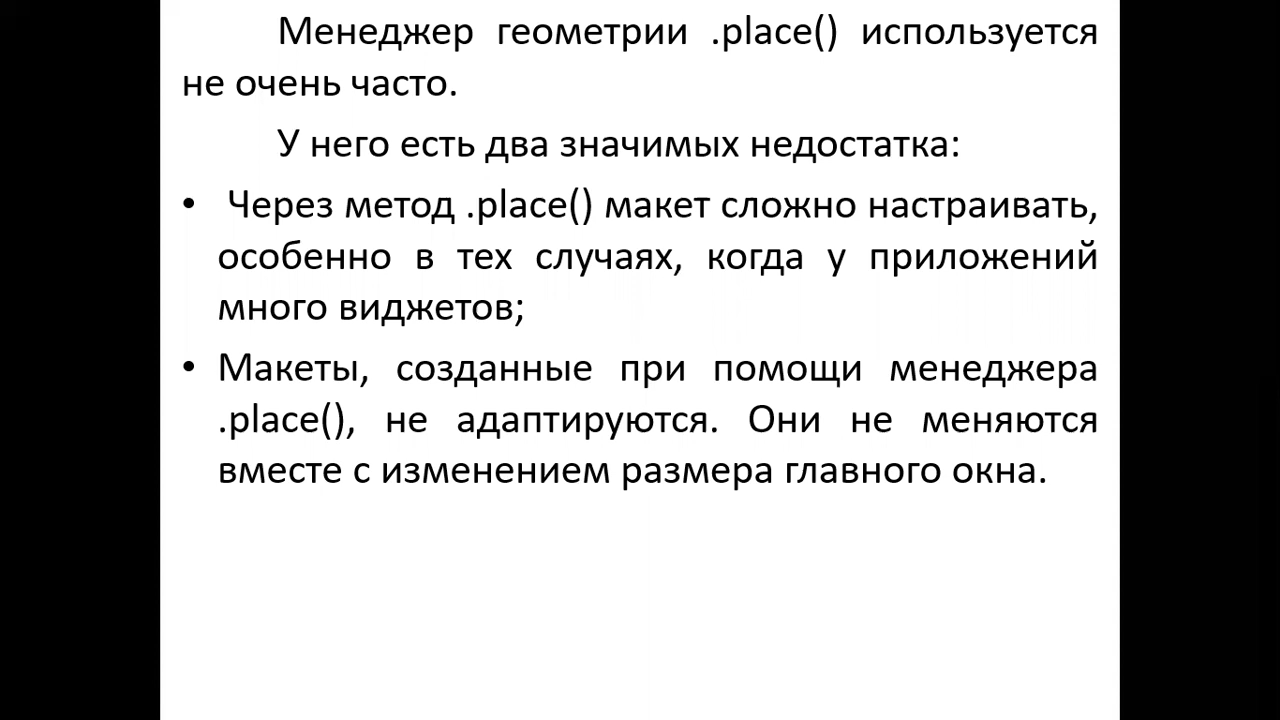 Менеджер геометрии .place() используется
не очень часто.
У него есть два значимых недостатка:
• Через метод .place() макет сложно настраивать,
особенно в тех случаях, когда у приложений
много виджетов;
• Макеты, созданные при помощи менеджера
.place(), не адаптируются. Они не меняются
вместе с изменением размера главного окна.